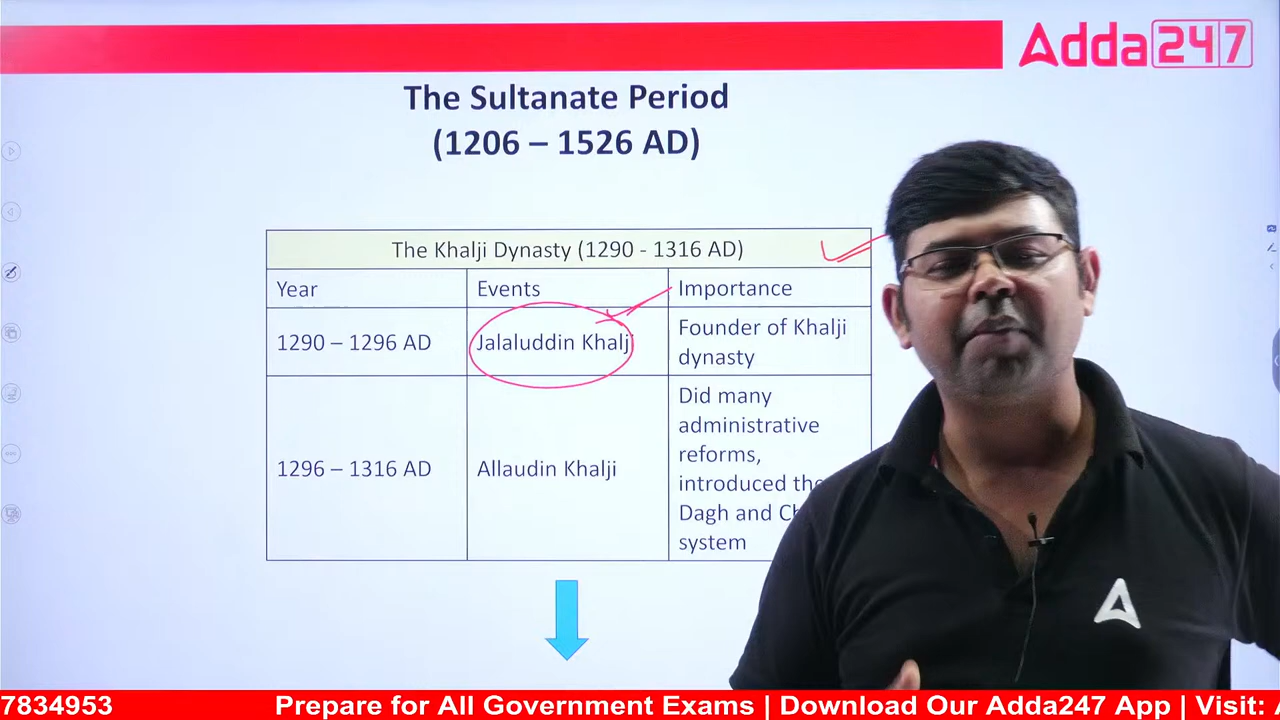 Adda247
The Sultanate Period
(1206 – 1526 AD)
The Khalji Dynasty (1290 - 1316 AD)
Year
Events
Importance
1290 – 1296 AD
Jalaluddin Khalji
Founder of Khalji
dynasty
1296 – 1316 AD
Allaudin Khalji
Did many
administrative
reforms,
introduced
Dagh and
system
7834953
Prepare for All Government Exams | Download Our Adda247 App | Visit: